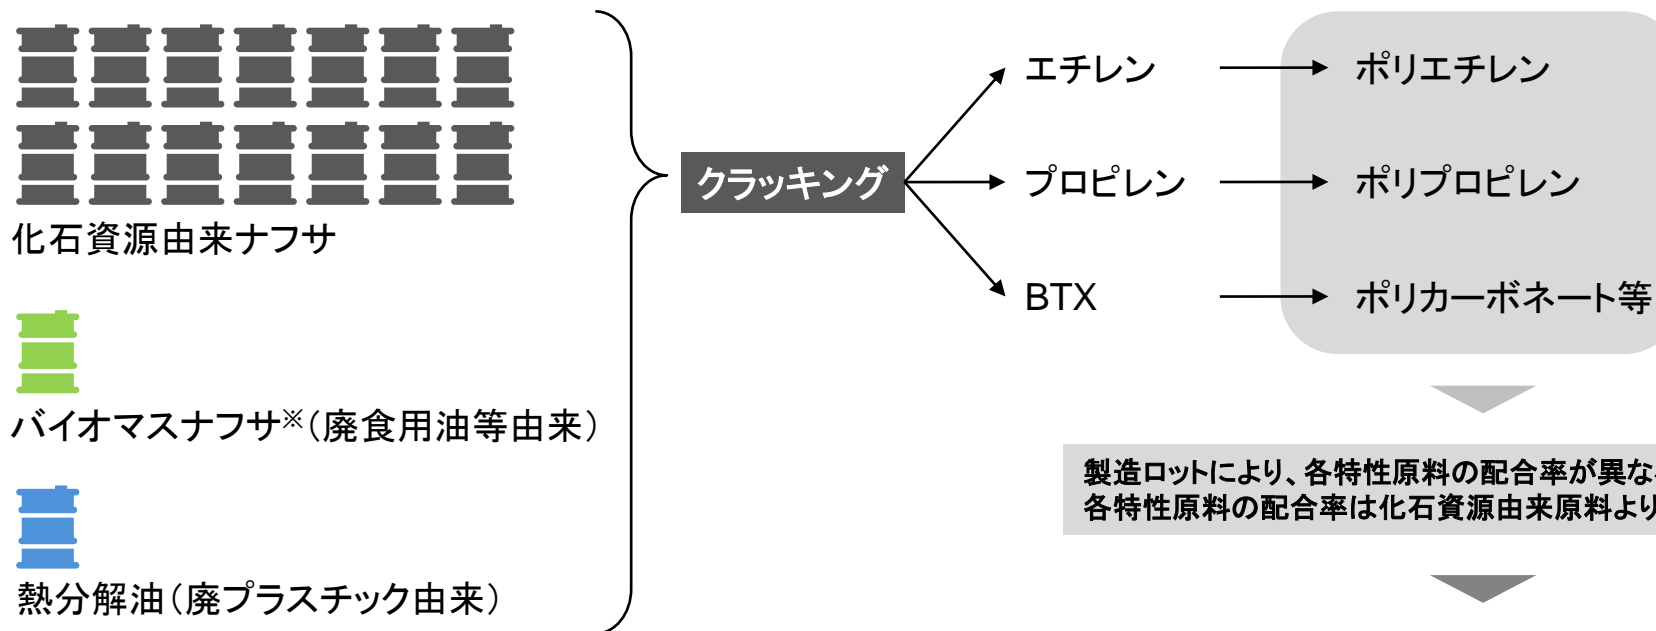 化石資源由来ナフサ
バイオマスナフサ※(廃食用油等由来)
熱分解油(廃プラスチック由来)
クラッキング
エチレン
プロピレン
BTX
ポリエチレン
ポリプロピレン
ポリカーボネート等
製造ロットにより、各特性原料の配合率が異な
各特性原料の配合率は化石資源由来原料より